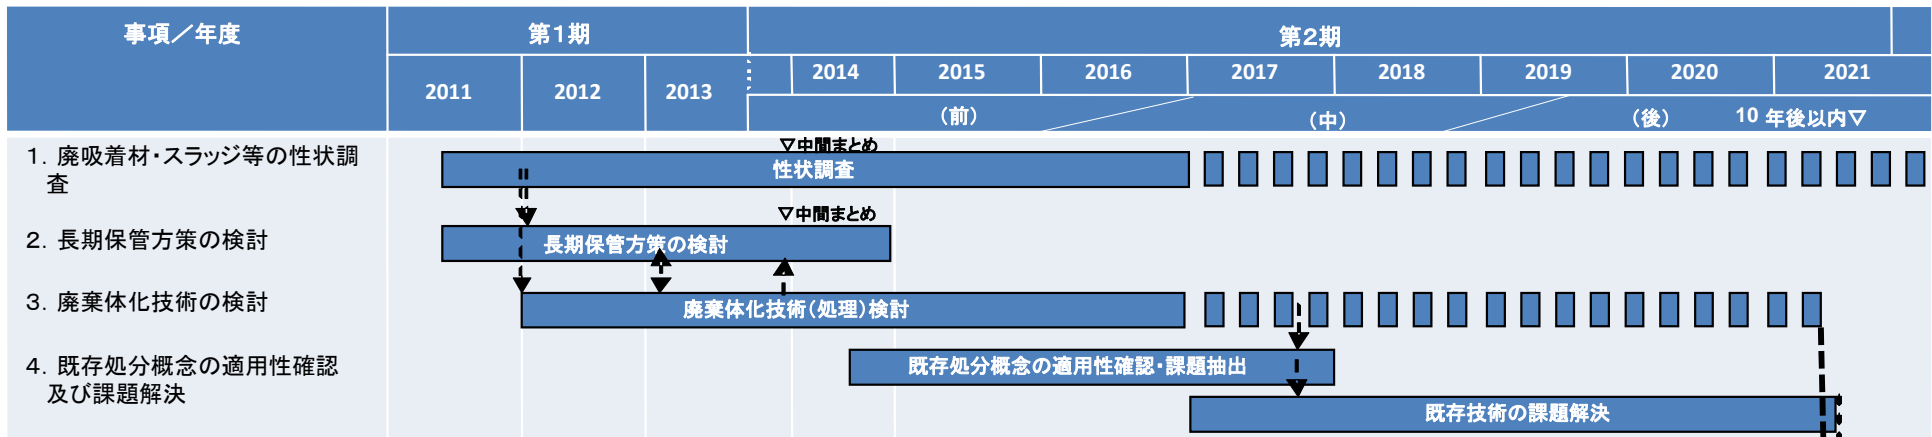 事項／年度
第１期
第２期
2011
2012
2013
2014
2015
2016
2017
2018
2019
2020
2021
（前）
（中）
（後）
10 年後以内▽
１．廃吸着材・スラッジ等の性状調
査
▽中間まとめ
性状調査
２．長期保管方策の検討
▽中間まとめ
長期保管方策の検討
３．廃棄体化技術の検討
廃棄体化技術（処理）検討
４．既存処分概念の適用性確認
及び課題解決
既存処分概念の適用性確認・課題抽出
既存技術の課題解決